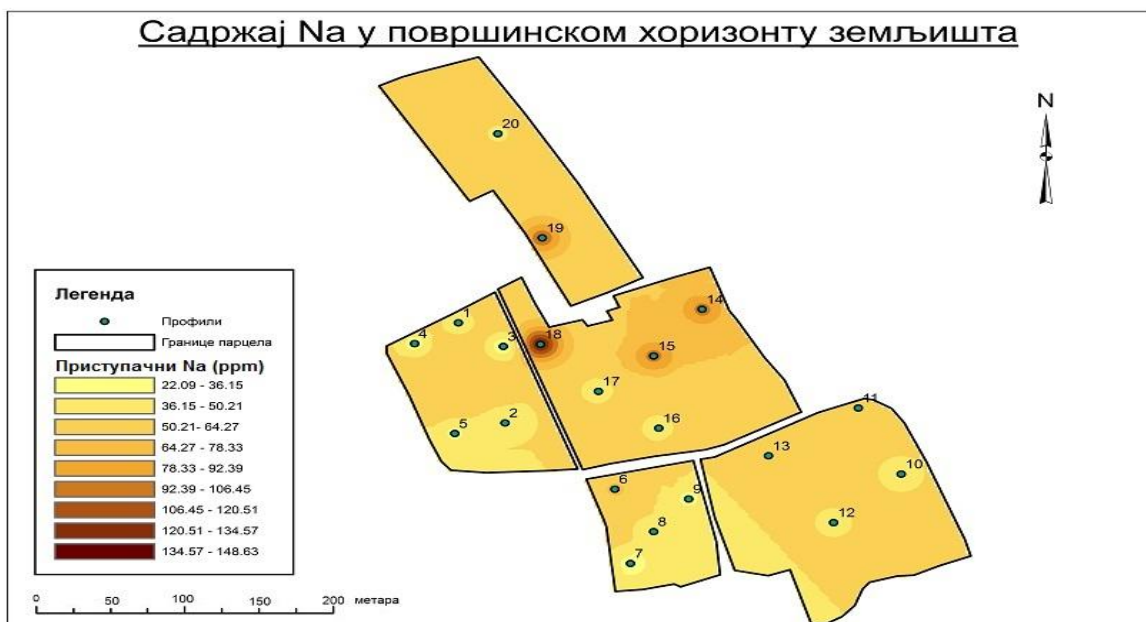 Садржај Na у површинском хоризонту земљишта
N
20
19
14
1
4
3
18
15
17
2
5
16
11
13
10
6
9
12
8
7
Легенда
Профили
Границе парцела
Приступачни Na (ppm)
22.09 - 36.15
36.15 - 50.21
50.21- 64.27
64.27 - 78.33
78.33 - 92.39
92.39 - 106.45
106.45 - 120.51
120.51 - 134.57
134.57 - 148.63
0 50 100 150 200 метара